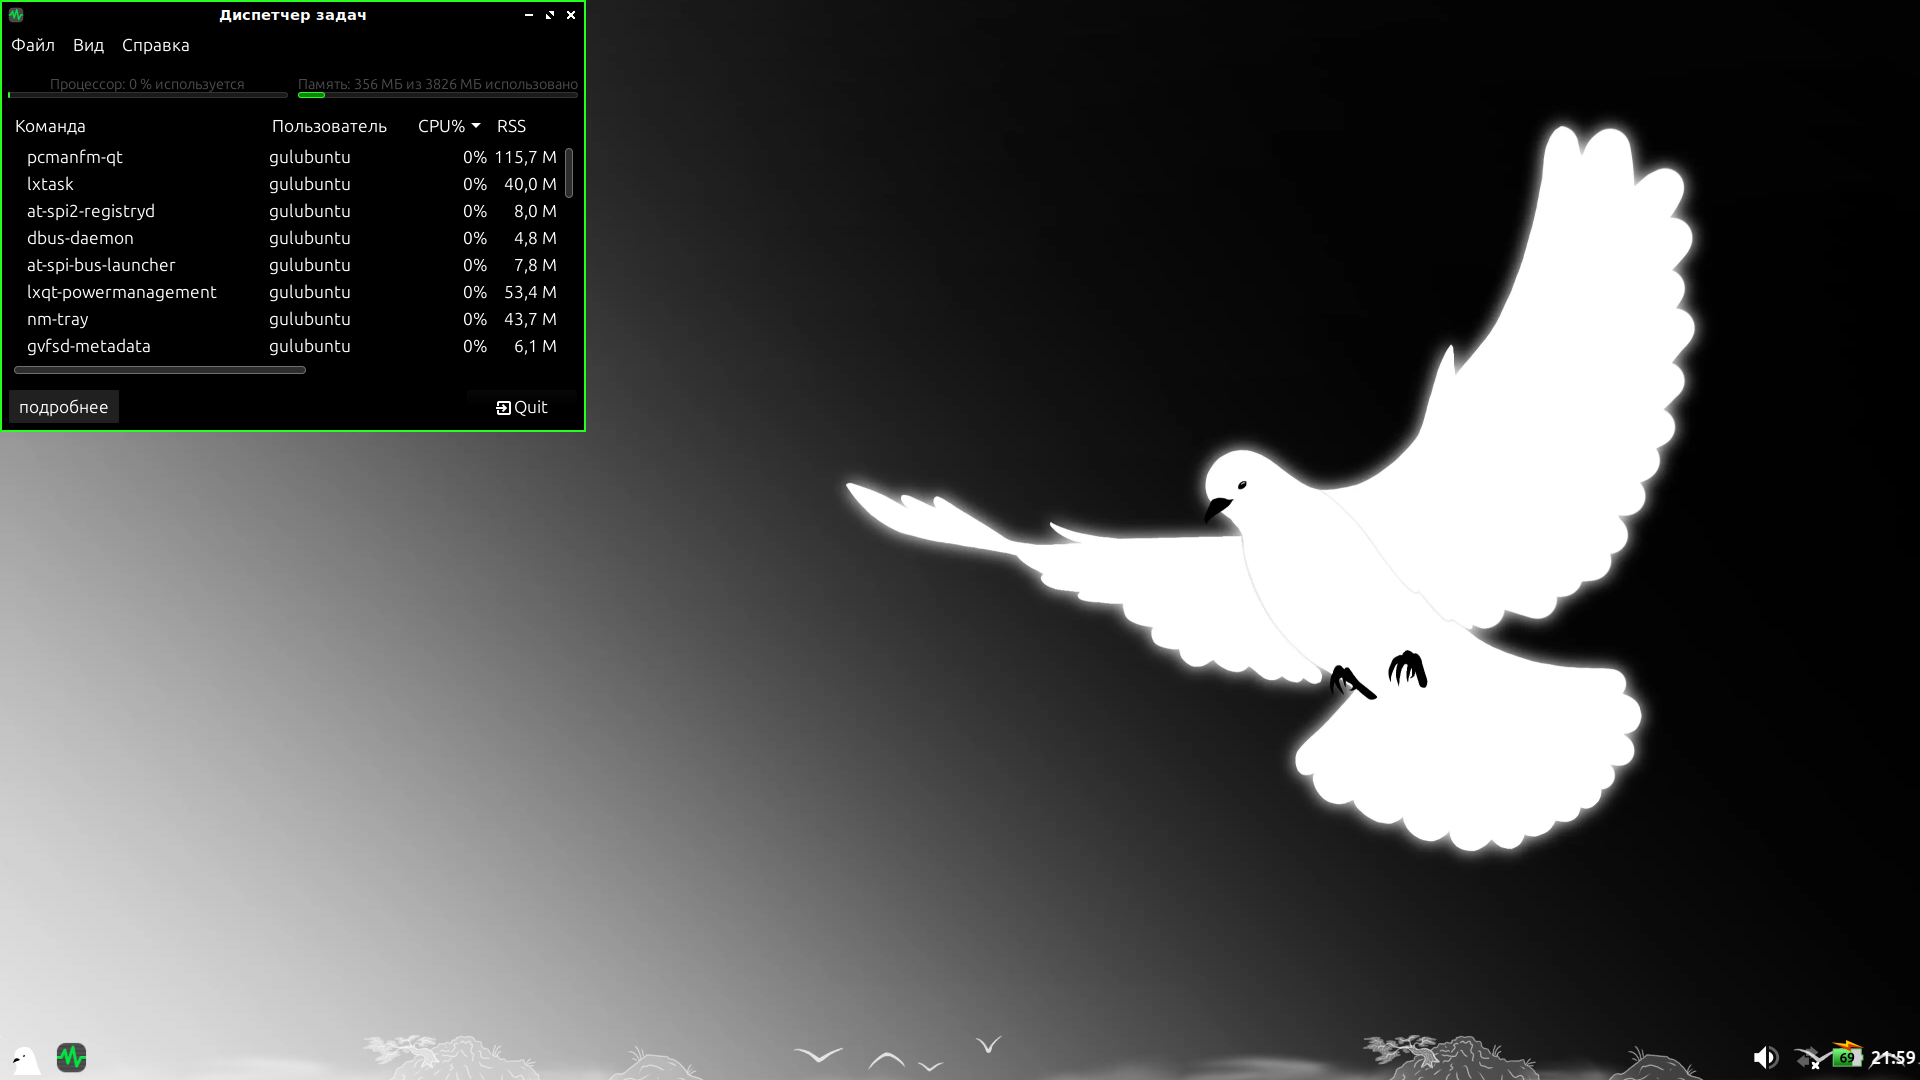 Диспетчер задач
Файл Вид Справка
Процессор: 0 % используется Память: 356 МБ из 3826 МБ использовано
Команда Пользователь CPU% RSS
pcmanfm-qt gulubuntu 0% 115,7 M
lxtask gulubuntu 0% 40,0 M
at-spi2-registryd gulubuntu 0% 8,0 M
dbus-daemon gulubuntu 0% 4,8 M
at-spi-bus-launcher gulubuntu 0% 7,8 M
lxqt-powermanagement gulubuntu 0% 53,4 M
nm-tray gulubuntu 0% 43,7 M
gvfsd-metadata gulubuntu 0% 6,1 M
подробнее Quit
69 21:59